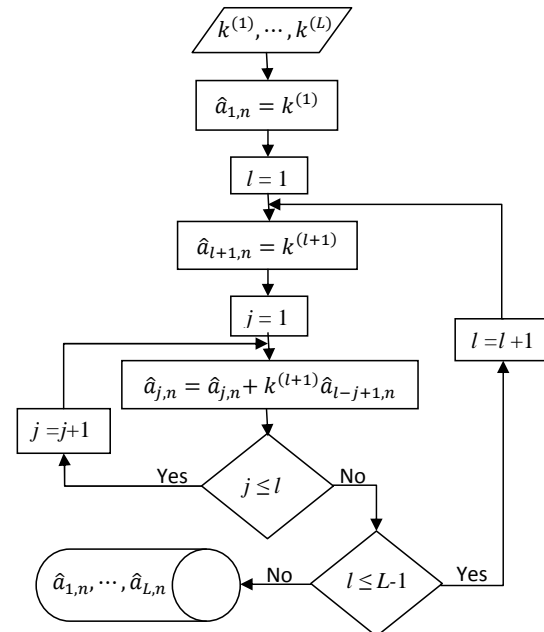 k^(1), ⋯, k^(L)
â_{1,n} = k^(1)
l = 1
â_{l+1,n} = k^(l+1)
j = 1
l =l +1
â_{j,n} = â_{j,n} + k^(l+1) â_{l−j+1,n}
j =j+1
Yes
j ≤ l
No
â_{1,n}, ⋯, â_{L,n}
No
l ≤ L-1
Yes